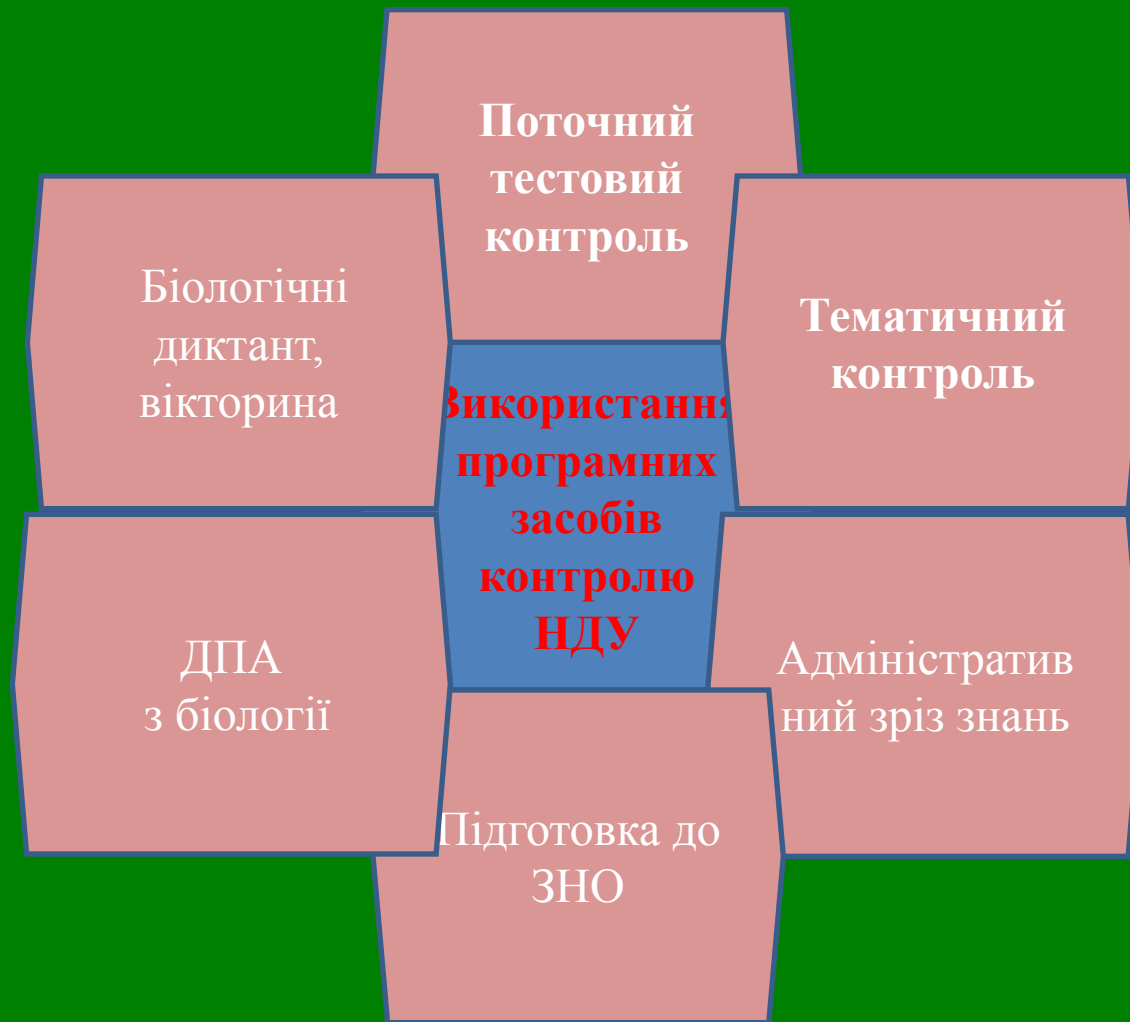 Поточний
тестовий
контроль
Біологічні
диктант,
вікторина
Тематичний
контроль
Використання
програмних
засобів
контролю
НДУ
ДПА
з біології
Адміністратив
ний зріз знань
Підготовка до
ЗНО